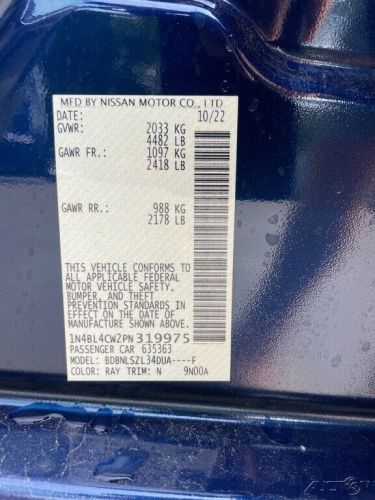 MFD BY NISSAN MOTOR CO., LTD
DATE: 10/22
GVWR: 2033 KG
4482 LB
GAWR FR.: 1097 KG
2418 LB
GAWR RR.: 988 KG
2178 LB
THIS VEHICLE CONFORMS TO
ALL APPLICABLE FEDERAL
MOTOR VEHICLE SAFETY,
BUMPER, AND THEFT
PREVENTION STANDARDS
IN EFFECT ON THE DATE OF
MANUFACTURE SHOWN ABOVE.
1N4BL4CW2PN319975
PASSENGER CAR 635363
MODEL: BDBNLSZL34DUA----F
COLOR: RAY TRIM: N 9N00A